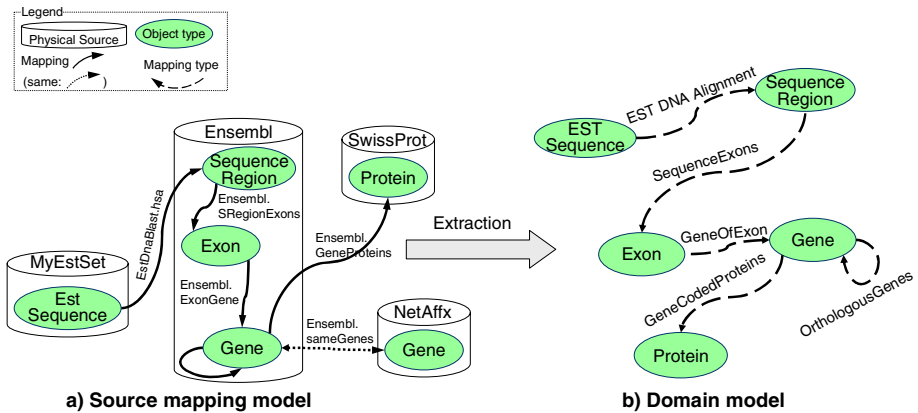 Legend
Physical Source
Object type
Mapping
(same: )
Mapping type
Ensembl
Sequence
Region
Ensembl.
SRegionExons
Exon
Ensembl.
ExonGene
Gene
EstDnaBlast.hsa
MyEstSet
Est
Sequence
SwissProt
Protein
Ensembl.
GeneProteins
Ensembl.
sameGenes
NetAffx
Gene
Extraction
EST
Sequence
EST DNA Alignment
Sequence
Region
SequenceExons
Exon
GeneOfExon
Gene
OrthologousGenes
GeneCodedProteins
Protein
a) Source mapping model
b) Domain model